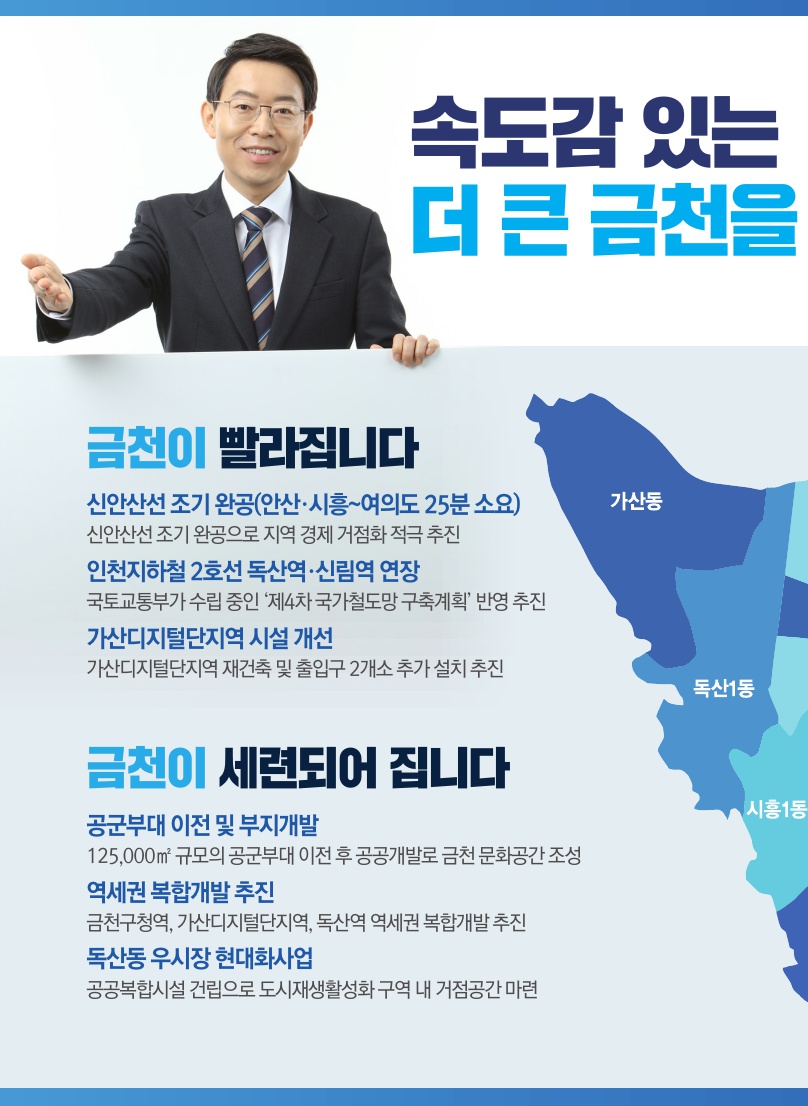 속도감 있는
더 큰 금천을
금천이 빨라집니다
신안산선 조기 완공(안산·시흥~여의도 25분 소요)
신안산선 조기 완공으로 지역 경제 거점화 적극 추진
인천지하철 2호선 독산역·신림역 연장
국토교통부가 수립 중인 ‘제4차 국가철도망 구축계획’ 반영 추진
가산디지털단지역 시설 개선
가산디지털단지역 재건축 및 출입구 2개소 추가 설치 추진
금천이 세련되어 집니다
공군부대 이전 및 부지개발
125,000㎡ 규모의 공군부대 이전 후 공공개발로 금천 문화공간 조성
역세권 복합개발 추진
금천구청역, 가산디지털단지역, 독산역 역세권 복합개발 추진
독산동 우시장 현대화사업
공공복합시설 건립으로 도시재생활성화 구역 내 거점공간 마련
가산동
독산1동
시흥1동